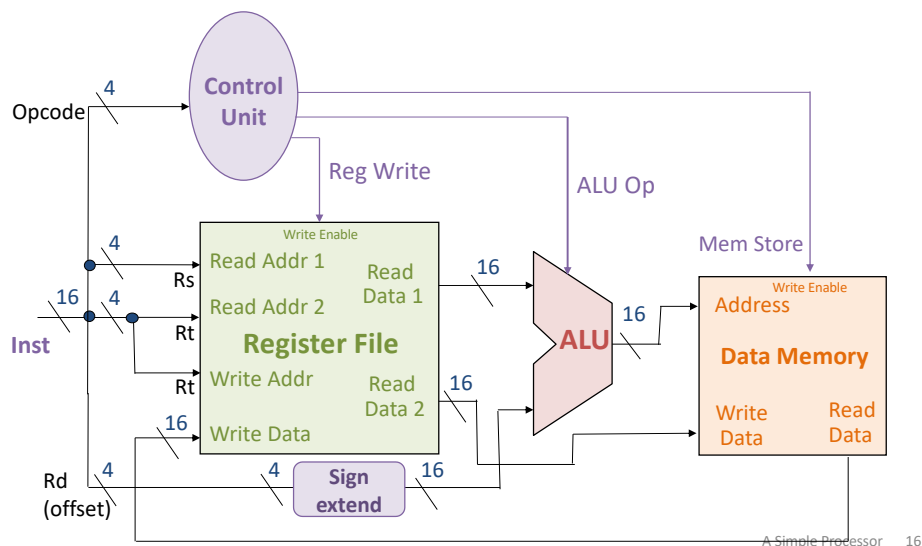 4
Control
Unit
Opcode
Reg Write
ALU Op
Mem Store
Write Enable
4
Rs
Read Addr 1
Read
Data 1
16
16
Inst
4
Rt
Read Addr 2
Register File
Rt
Write Addr
Read
Data 2
16
16
Write Data
ALU
16
Write Enable
Address
Data Memory
Write
Data
Read
Data
Rd
(offset)
4
4
Sign
extend
16
A Simple Processor 16